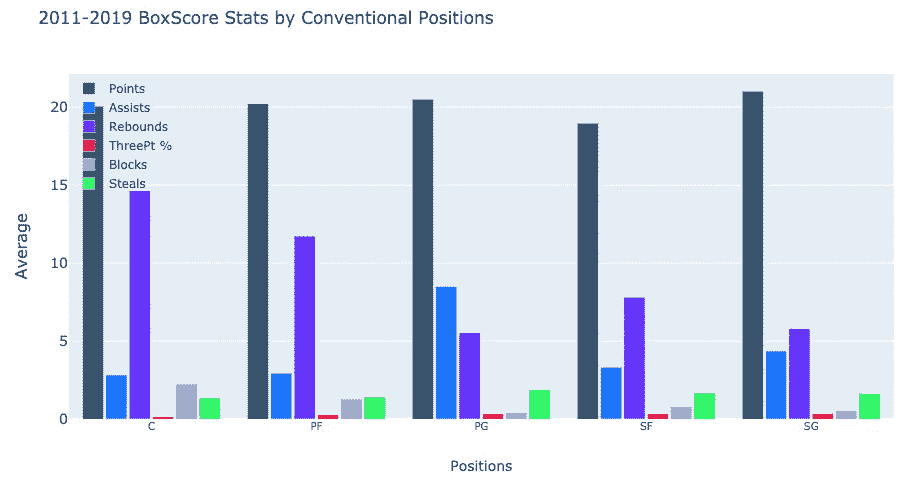 2011-2019 BoxScore Stats by Conventional Positions
Points
Assists
Rebounds
ThreePt %
Blocks
Steals
20
15
10
5
0
Average
C PF PG SF SG
Positions